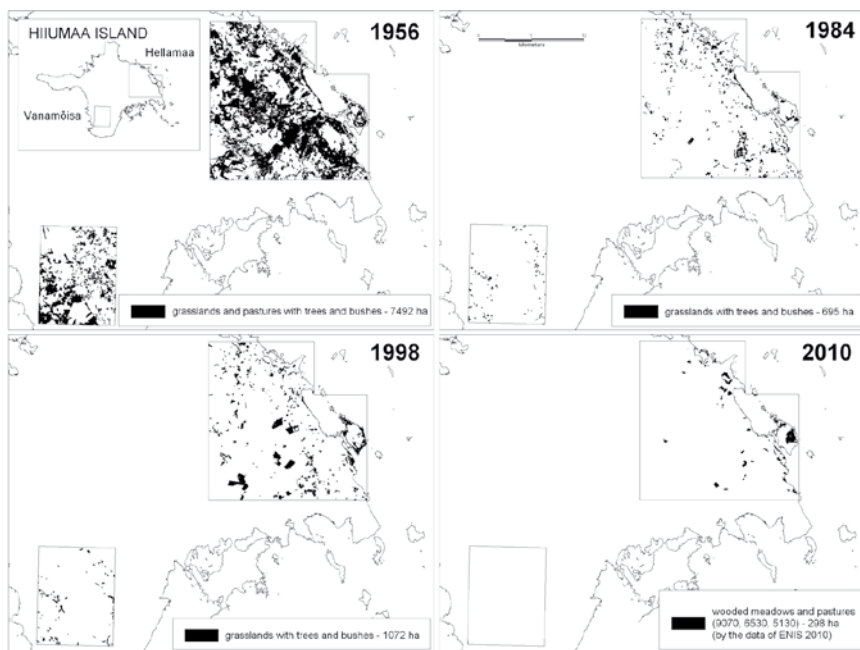 HIIUMAA ISLAND
Hellamaa
Vanamõisa
1956
grasslands and pastures with trees and bushes - 7492 ha
1984
kilometers
grasslands with trees and bushes - 695 ha
1998
grasslands with trees and bushes - 1072 ha
2010
wooded meadows and pastures
(9070, 6530, 5130) - 298 ha
(by the data of ENIS 2010)